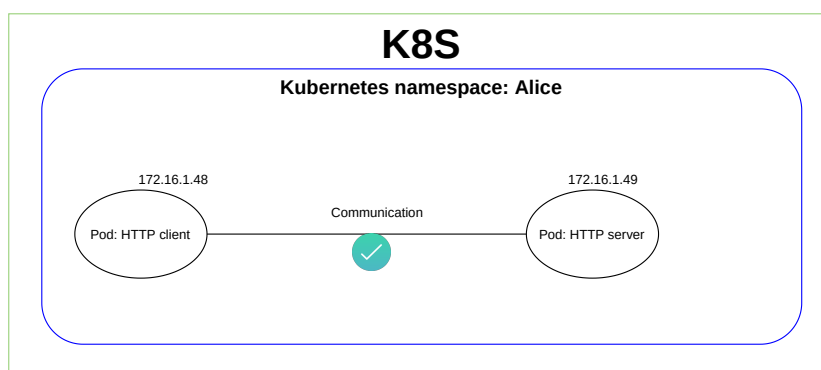 K8S
Kubernetes namespace: Alice
172.16.1.48
172.16.1.49
Communication
Pod: HTTP client
Pod: HTTP server